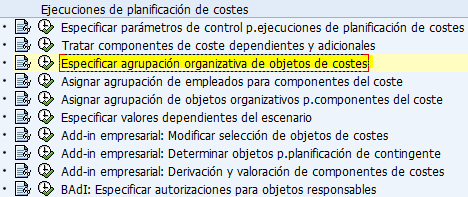 Ejecuciones de planificación de costes
Especificar parámetros de control p.ejecuciones de planificación de costes
Tratar componentes de coste dependientes y adicionales
Especificar agrupación organizativa de objetos de costes
Asignar agrupación de empleados para componentes del coste
Asignar agrupación de objetos organizativos p.componentes del coste
Especificar valores dependientes del escenario
Add-in empresarial: Modificar selección de objetos de costes
Add-in empresarial: Determinar objetos p.planificación de contingente
Add-in empresarial: Derivación y valoración de componentes de costes
BAdI: Especificar autorizaciones para objetos responsables